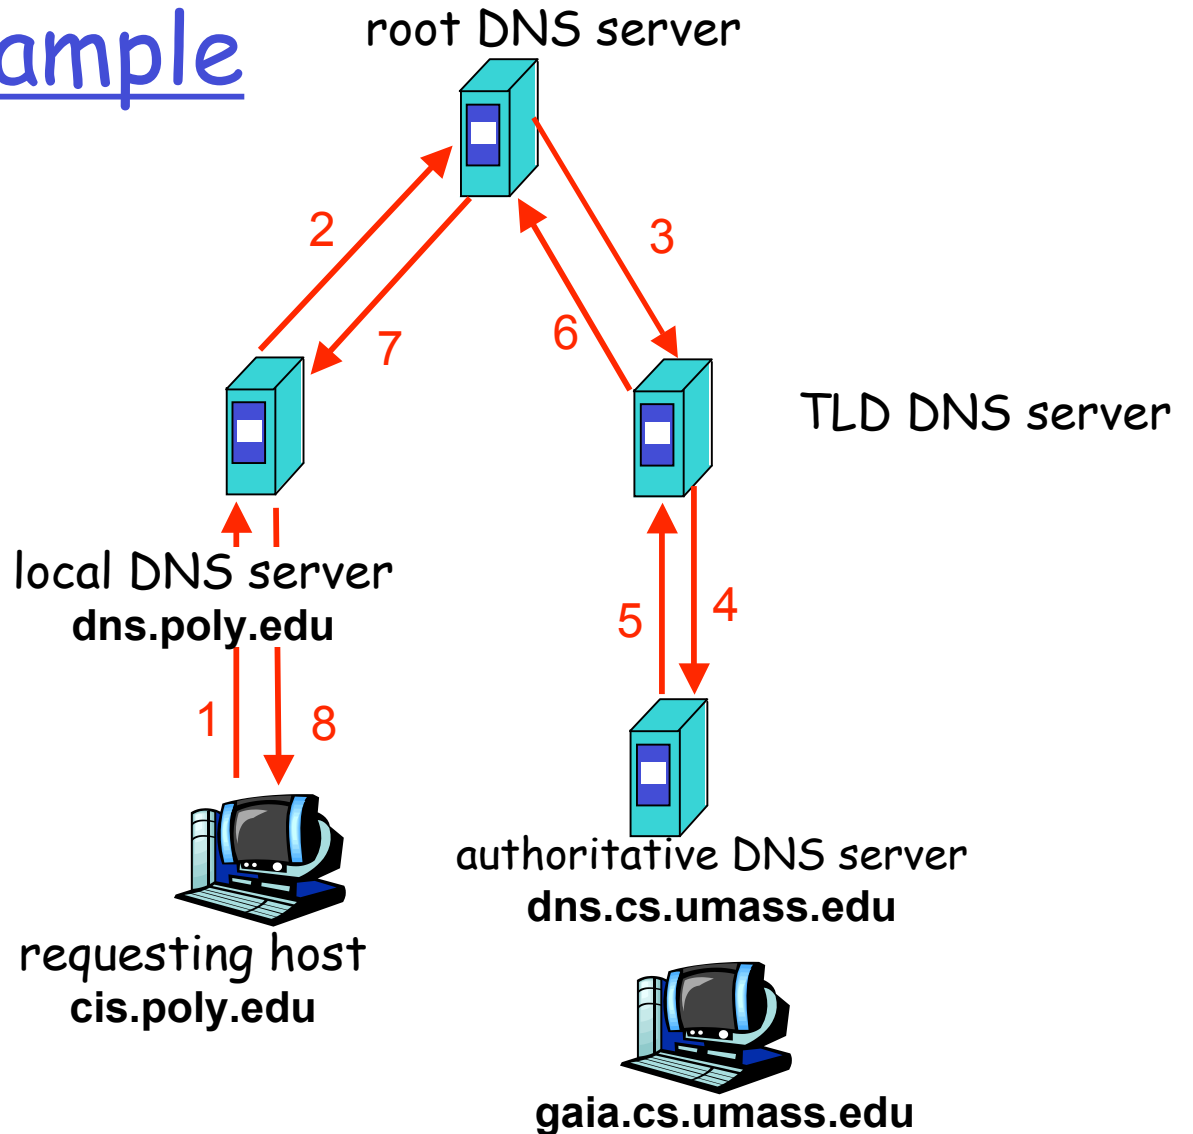 ample
root DNS server
2
3
7
6
TLD DNS server
local DNS server
dns.poly.edu
5
4
1
8
authoritative DNS server
dns.cs.umass.edu
requesting host
cis.poly.edu
gaia.cs.umass.edu